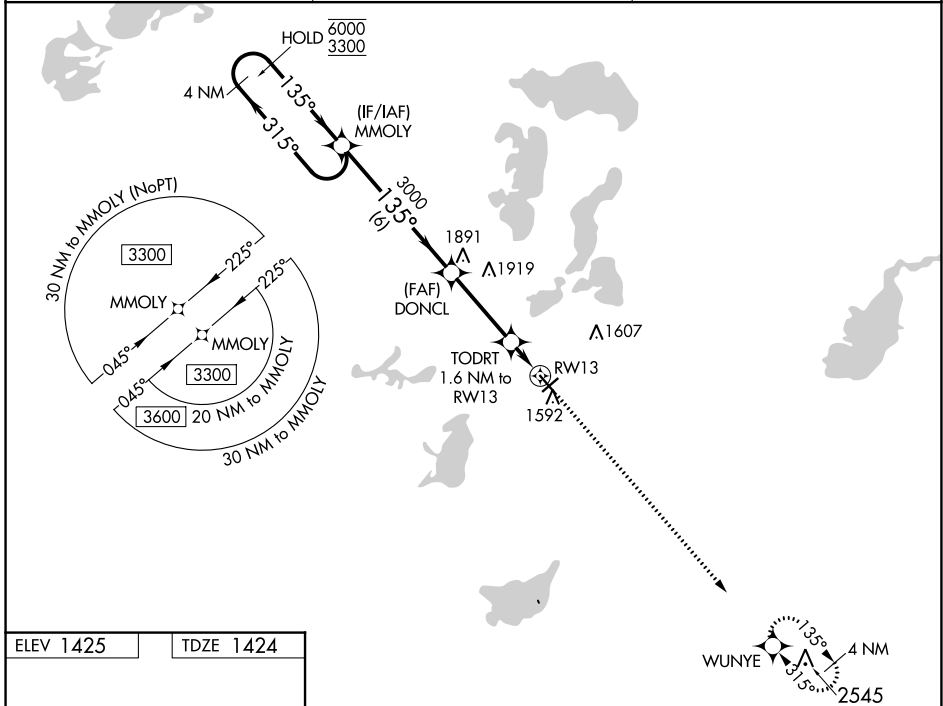 HOLD 6000
3300
4 NM
135°
315°
(IF/IAF)
MMOLY
3000
135°
(6)
30 NM to MMOLY (NoPT)
3300
225°
225°
MMOLY
MMOLY
045°
045°
3300
3600
20 NM to MMOLY
30 NM to MMOLY
1891
1919
(FAF)
DONCL
1607
TODRT
1.6 NM to
RW13
RW13
1592
135°
4 NM
WUNYE
315°
2545
ELEV 1425
TDZE 1424